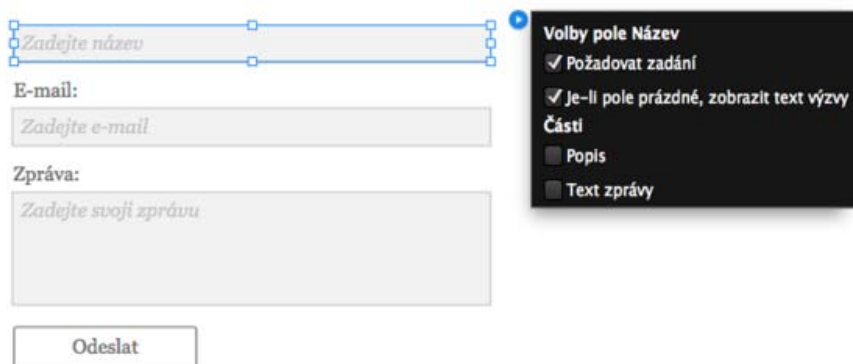 Zadejte název
E-mail:
Zadejte e-mail
Zpráva:
Zadejte svoji zprávu
Odeslat
Volby pole Název
Požadovat zadání
Je-li pole prázdné, zobrazit text výzvy
Části
Popis
Text zprávy